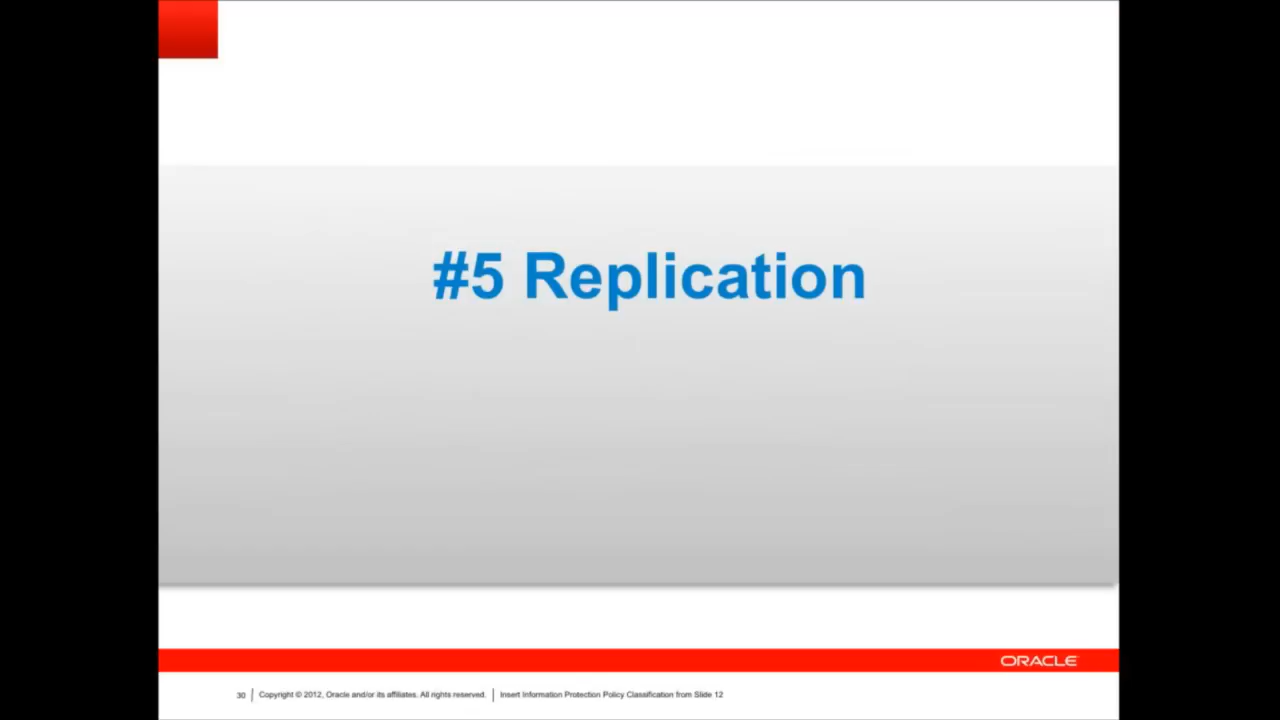 #5 Replication
ORACLE
30 | Copyright © 2012, Oracle and/or its affiliates. All rights reserved. | Insert Information Protection Policy Classification from Slide 12